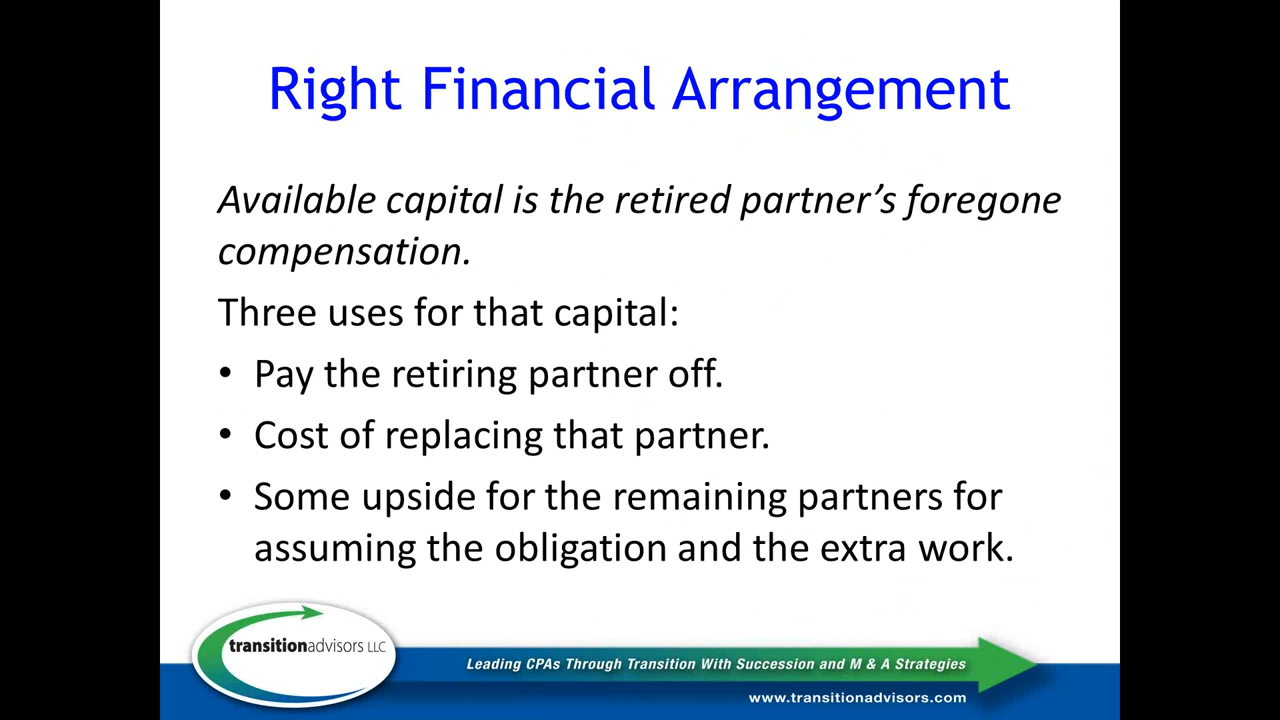 Right Financial Arrangement
Available capital is the retired partner’s foregone
compensation.
Three uses for that capital:
• Pay the retiring partner off.
• Cost of replacing that partner.
• Some upside for the remaining partners for
assuming the obligation and the extra work.
transitionadvisors LLC
Leading CPAs Through Transition With Succession and M & A Strategies
www.transitionadvisors.com